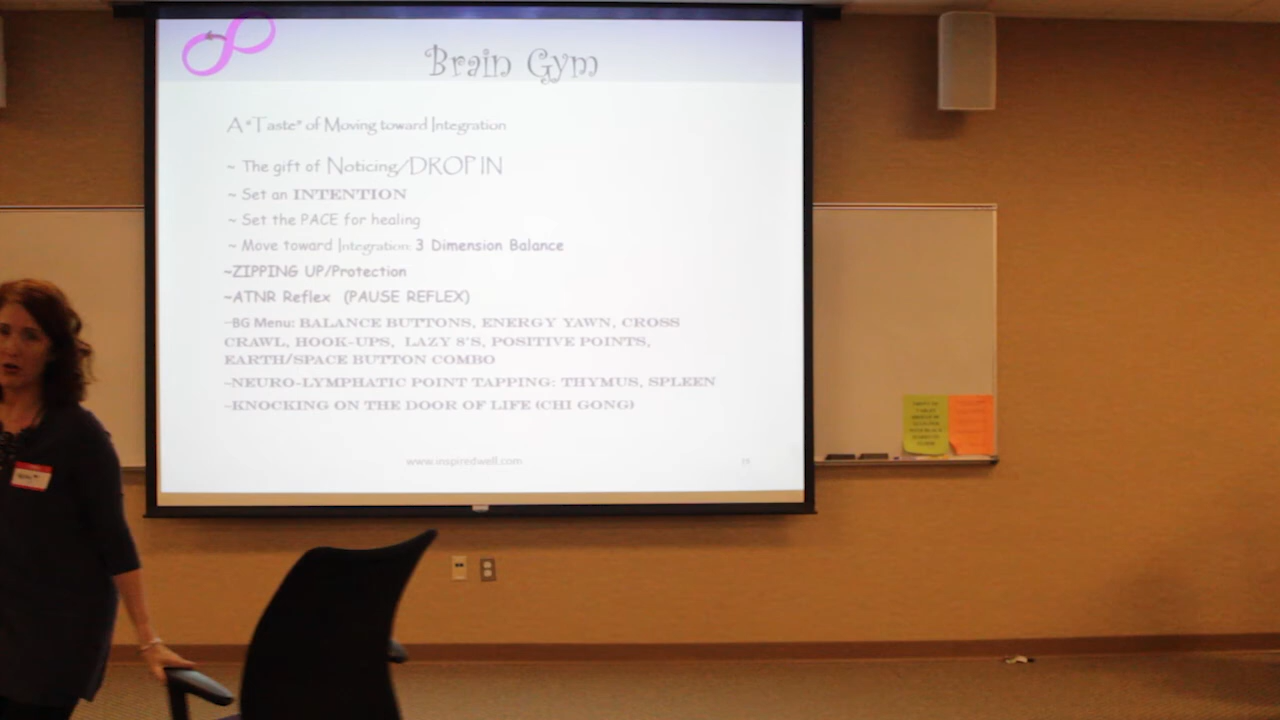 Brain Gym
A *Taste* of Moving toward Integration
~ The gift of Noticing/DROP IN
~ Set an INTENTION
~ Set the PACE for healing
~ Move toward Integration: 3 Dimension Balance
~ZIPPING UP/Protection
~ATNR Reflex (PAUSE REFLEX)
~BG Menu: BALANCE BUTTONS, ENERGY YAWN, CROSS
CRAWL, HOOK-UPS, LAZY 8'S, POSITIVE POINTS,
EARTH/SPACE BUTTON COMBO
~NEURO-LYMPHATIC POINT TAPPING: THYMUS, SPLEEN
~KNOCKING ON THE DOOR OF LIFE (CHI GONG)
www.inspiredwell.com